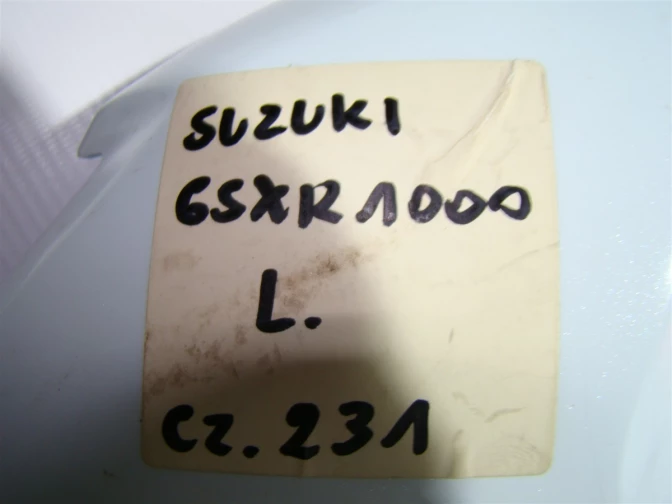 SUZUKI
GSXR1000
L.
Cz. 231